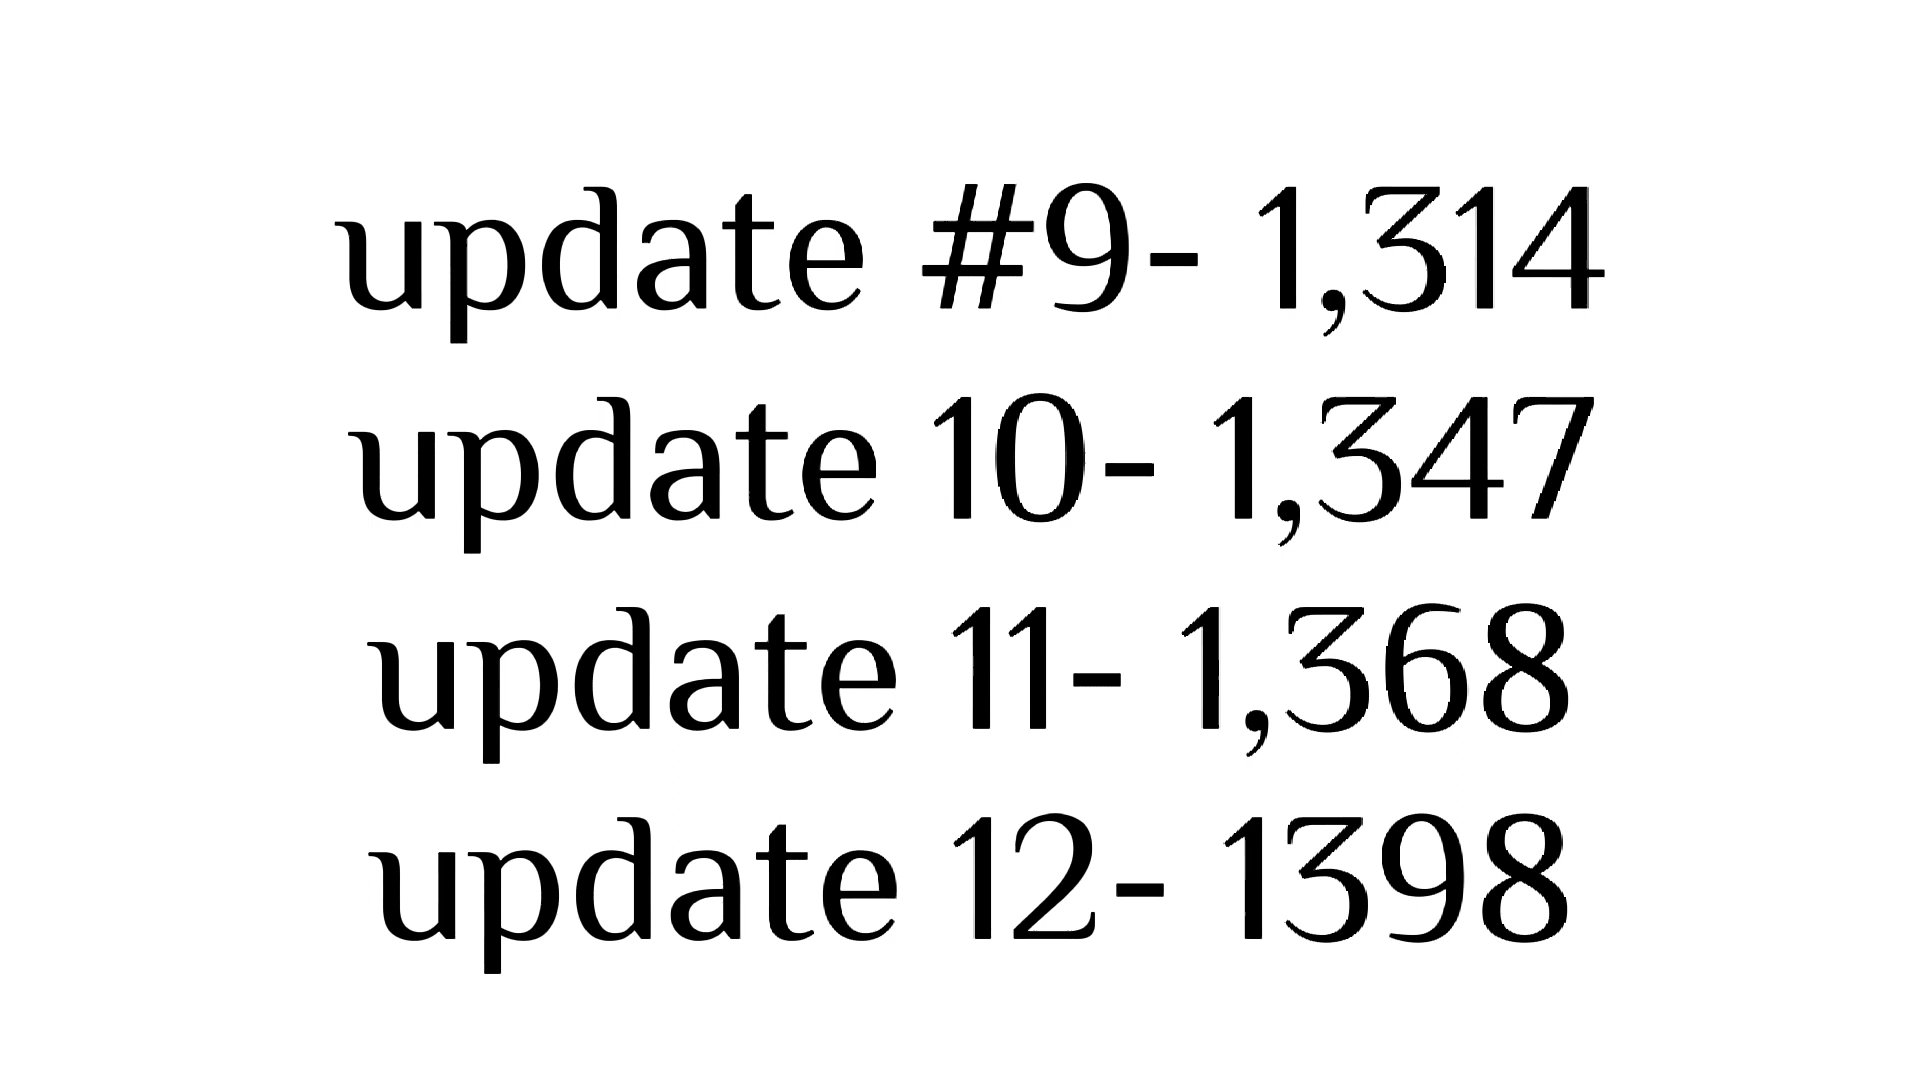 update #9- 1,314
update 10- 1,347
update 11- 1,368
update 12- 1398